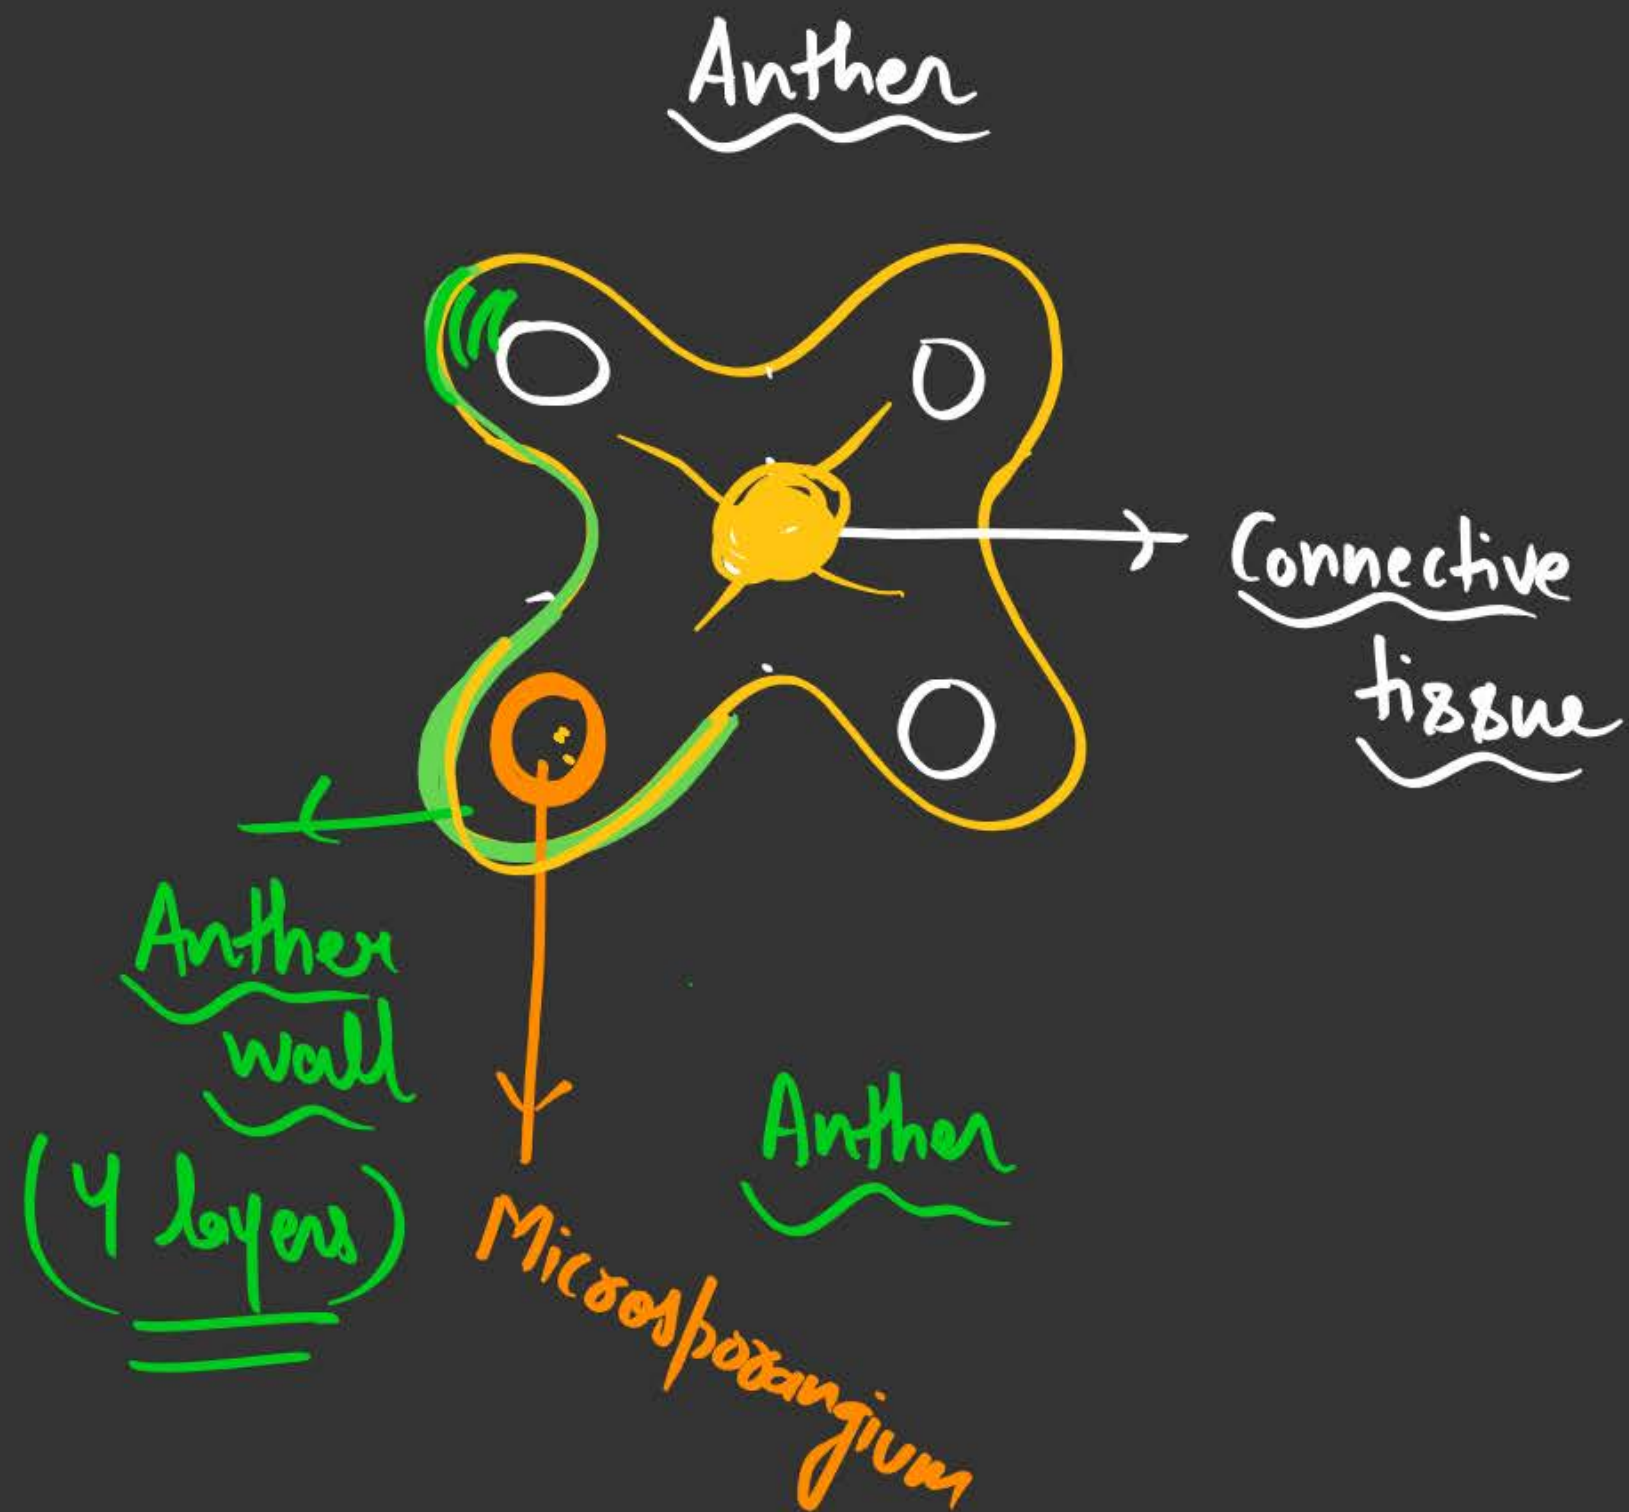 Anther
Connective
tissue
Anther
wall
(4 layers)
Anther
Microsporangium